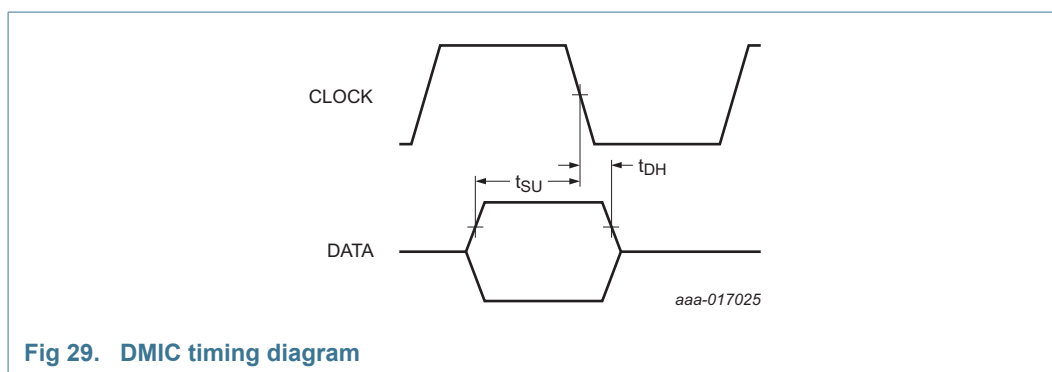 CLOCK
tDH
tSU
DATA
aaa-017025
Fig 29. DMIC timing diagram